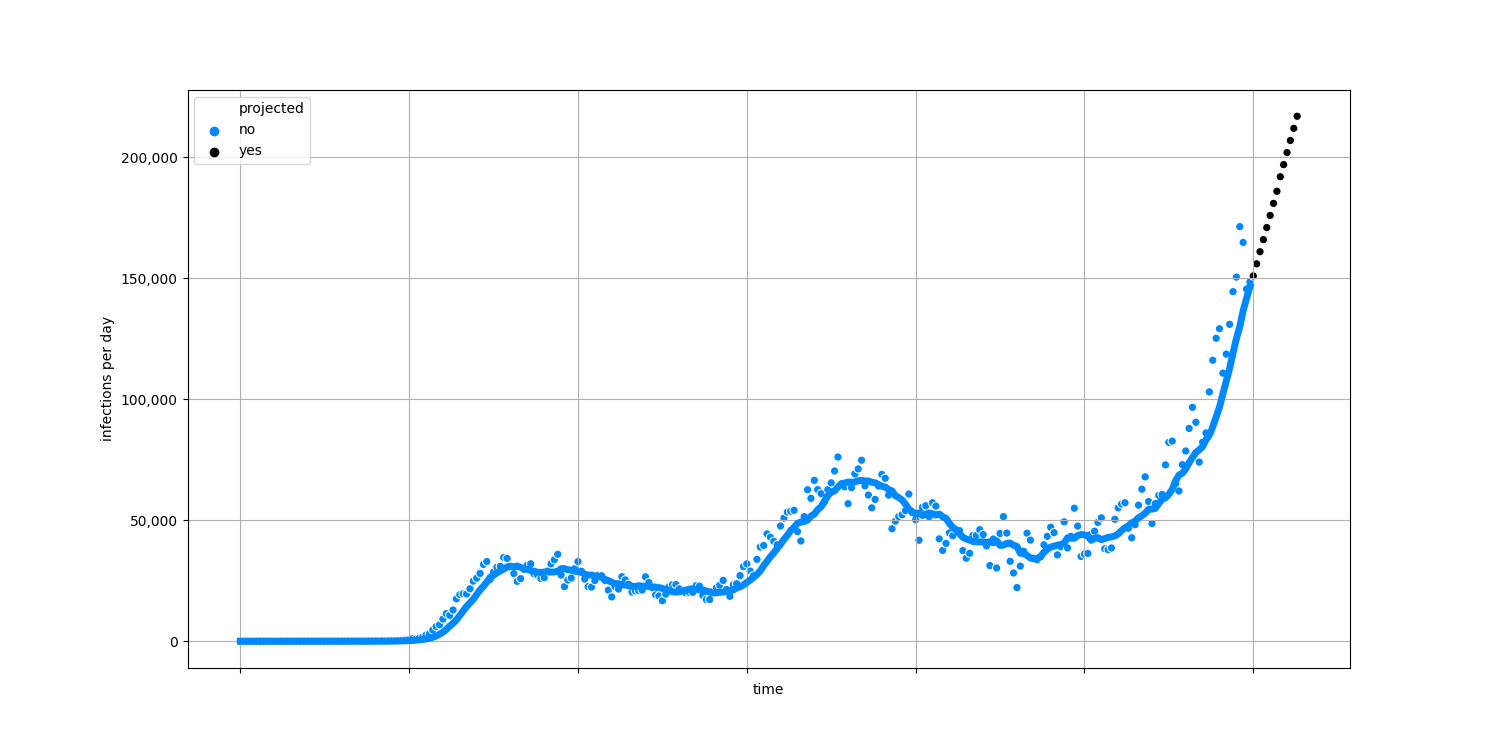 projected
no
yes
200,000
150,000
100,000
50,000
0
infections per day
time